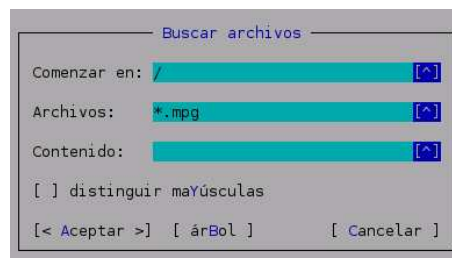 Buscar archivos
Comenzar en: / [^]
Archivos: *.mpg [^]
Contenido: [^]
[ ] distinguir maYúsculas
[< Aceptar >] [ árBol ] [ Cancelar ]